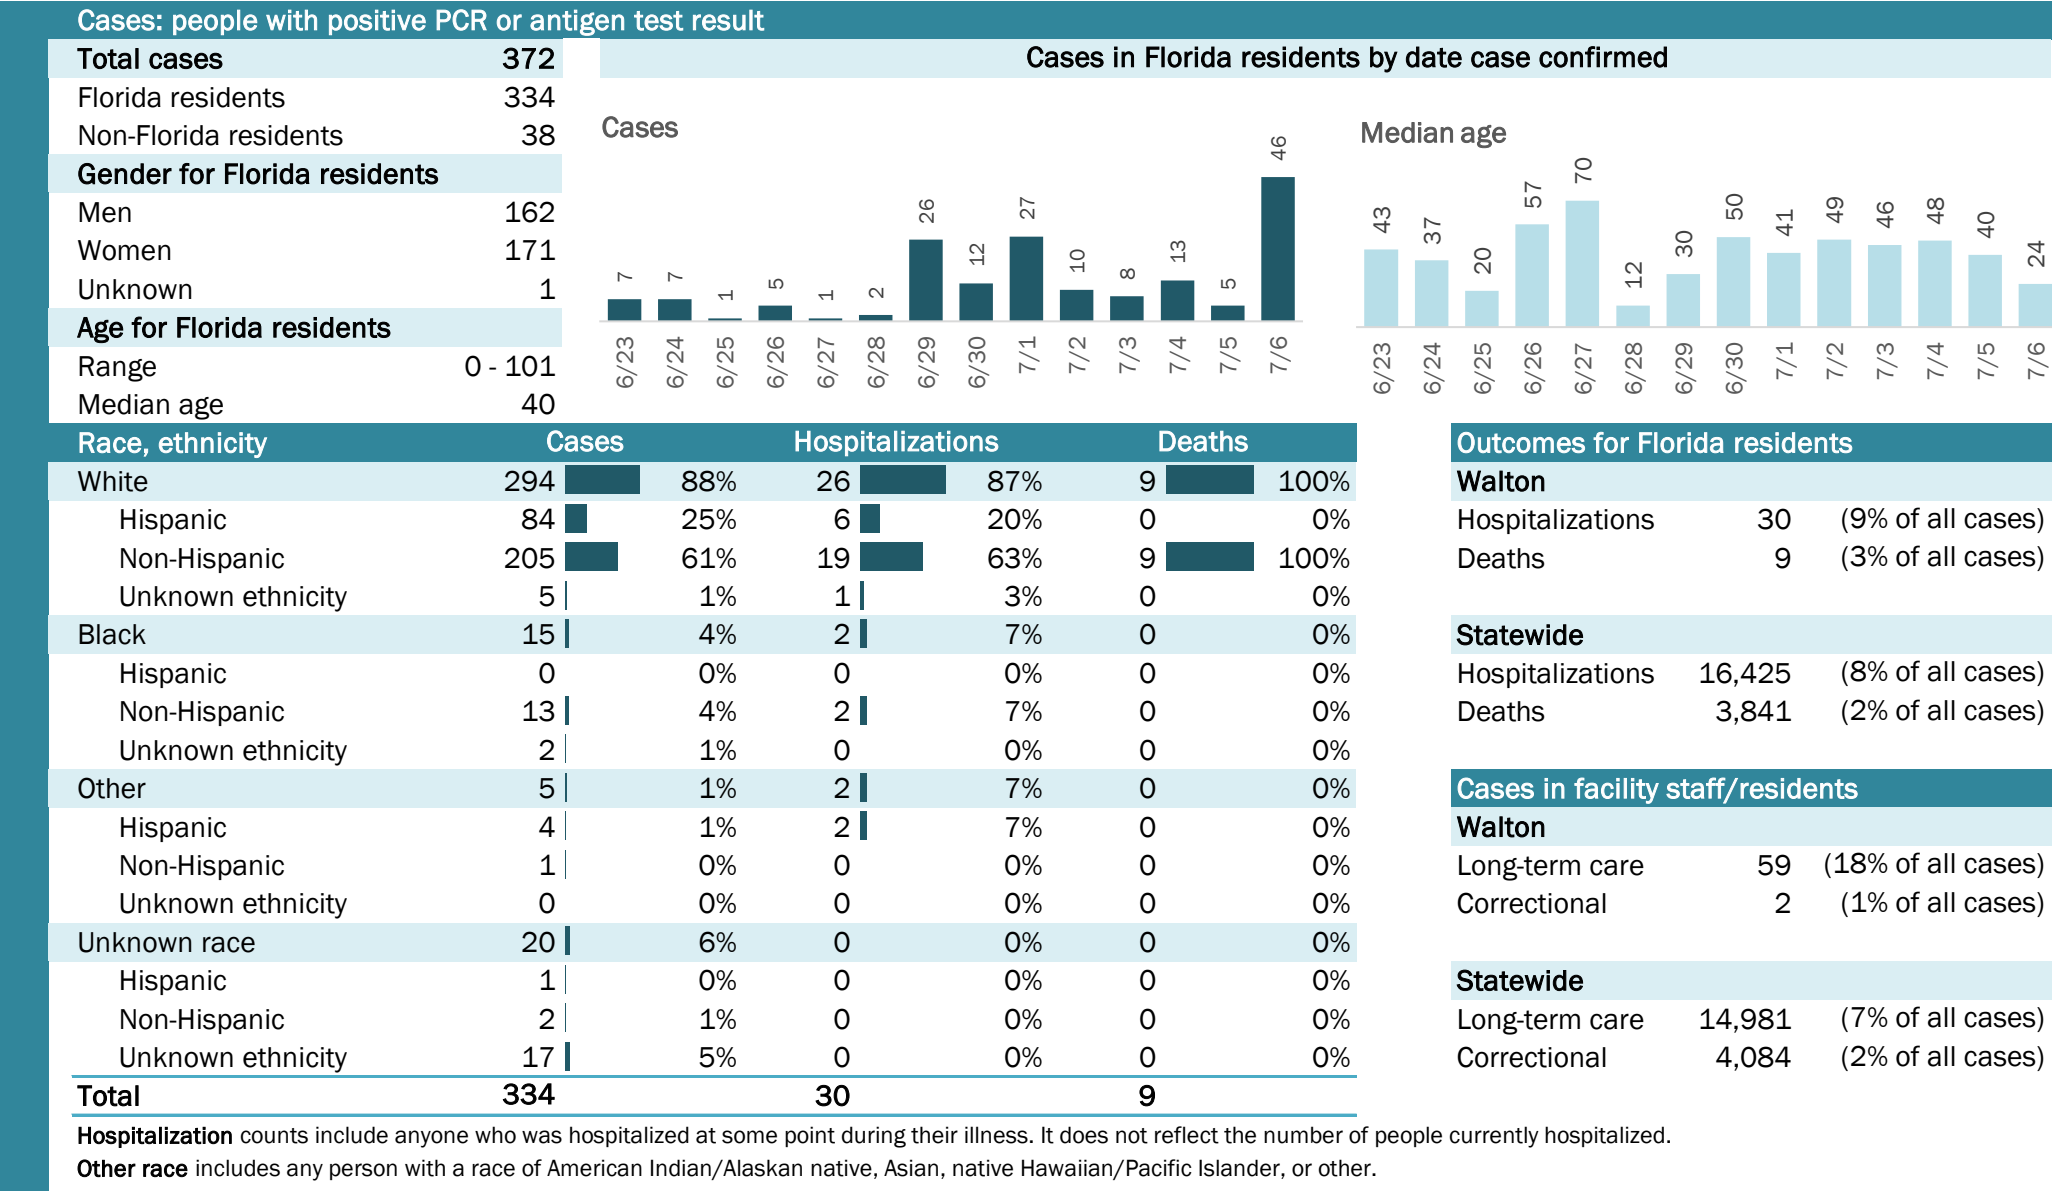 Cases: people with positive PCR or antigen test result
Total cases 372
Florida residents 334
Non-Florida residents 38
Gender for Florida residents
Men 162
Women 171
Unknown 1
Age for Florida residents
Range 0 - 101
Median age 40
Cases in Florida residents by date case confirmed
Cases
7 7 1 5 1 2 26 12 27 10 8 13 5 46
6/23 6/24 6/25 6/26 6/27 6/28 6/29 6/30 7/1 7/2 7/3 7/4 7/5 7/6
Median age
43 37 20 57 70 12 30 50 41 49 46 48 40 24
6/23 6/24 6/25 6/26 6/27 6/28 6/29 6/30 7/1 7/2 7/3 7/4 7/5 7/6
Race, ethnicity Cases Hospitalizations Deaths
White 294 88% 26 87% 9 100%
Hispanic 84 25% 6 20% 0 0%
Non-Hispanic 205 61% 19 63% 9 100%
Unknown ethnicity 5 1% 1 3% 0 0%
Black 15 4% 2 7% 0 0%
Hispanic 0 0% 0 0% 0 0%
Non-Hispanic 13 4% 2 7% 0 0%
Unknown ethnicity 2 1% 0 0% 0 0%
Other 5 1% 2 7% 0 0%
Hispanic 4 1% 2 7% 0 0%
Non-Hispanic 1 0% 0 0% 0 0%
Unknown ethnicity 0 0% 0 0% 0 0%
Unknown race 20 6% 0 0% 0 0%
Hispanic 1 0% 0 0% 0 0%
Non-Hispanic 2 1% 0 0% 0 0%
Unknown ethnicity 17 5% 0 0% 0 0%
Total 334 30 9
Outcomes for Florida residents
Walton
Hospitalizations 30 (9% of all cases)
Deaths 9 (3% of all cases)
Statewide
Hospitalizations 16,425 (8% of all cases)
Deaths 3,841 (2% of all cases)
Cases in facility staff/residents
Walton
Long-term care 59 (18% of all cases)
Correctional 2 (1% of all cases)
Statewide
Long-term care 14,981 (7% of all cases)
Correctional 4,084 (2% of all cases)
Hospitalization counts include anyone who was hospitalized at some point during their illness. It does not reflect the number of people currently hospitalized.
Other race includes any person with a race of American Indian/Alaskan native, Asian, native Hawaiian/Pacific Islander, or other.